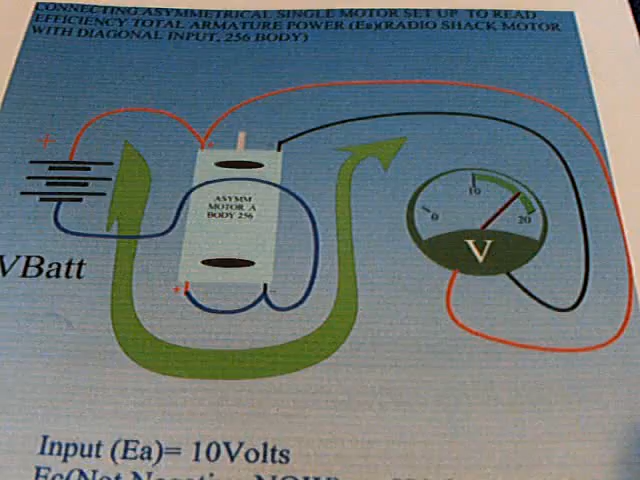 CONNECTING ASYMMETRICAL SINGLE MOTOR SET UP TO READ
EFFICIENCY TOTAL ARMATURE POWER (Ea)(RADIO SHACK MOTOR
WITH DIAGONAL INPUT, 256 BODY)
+
+
ASYMM
MOTOR A
BODY 256
10
0
20
V
VBatt
+
-
Input (Ea)= 10Volts